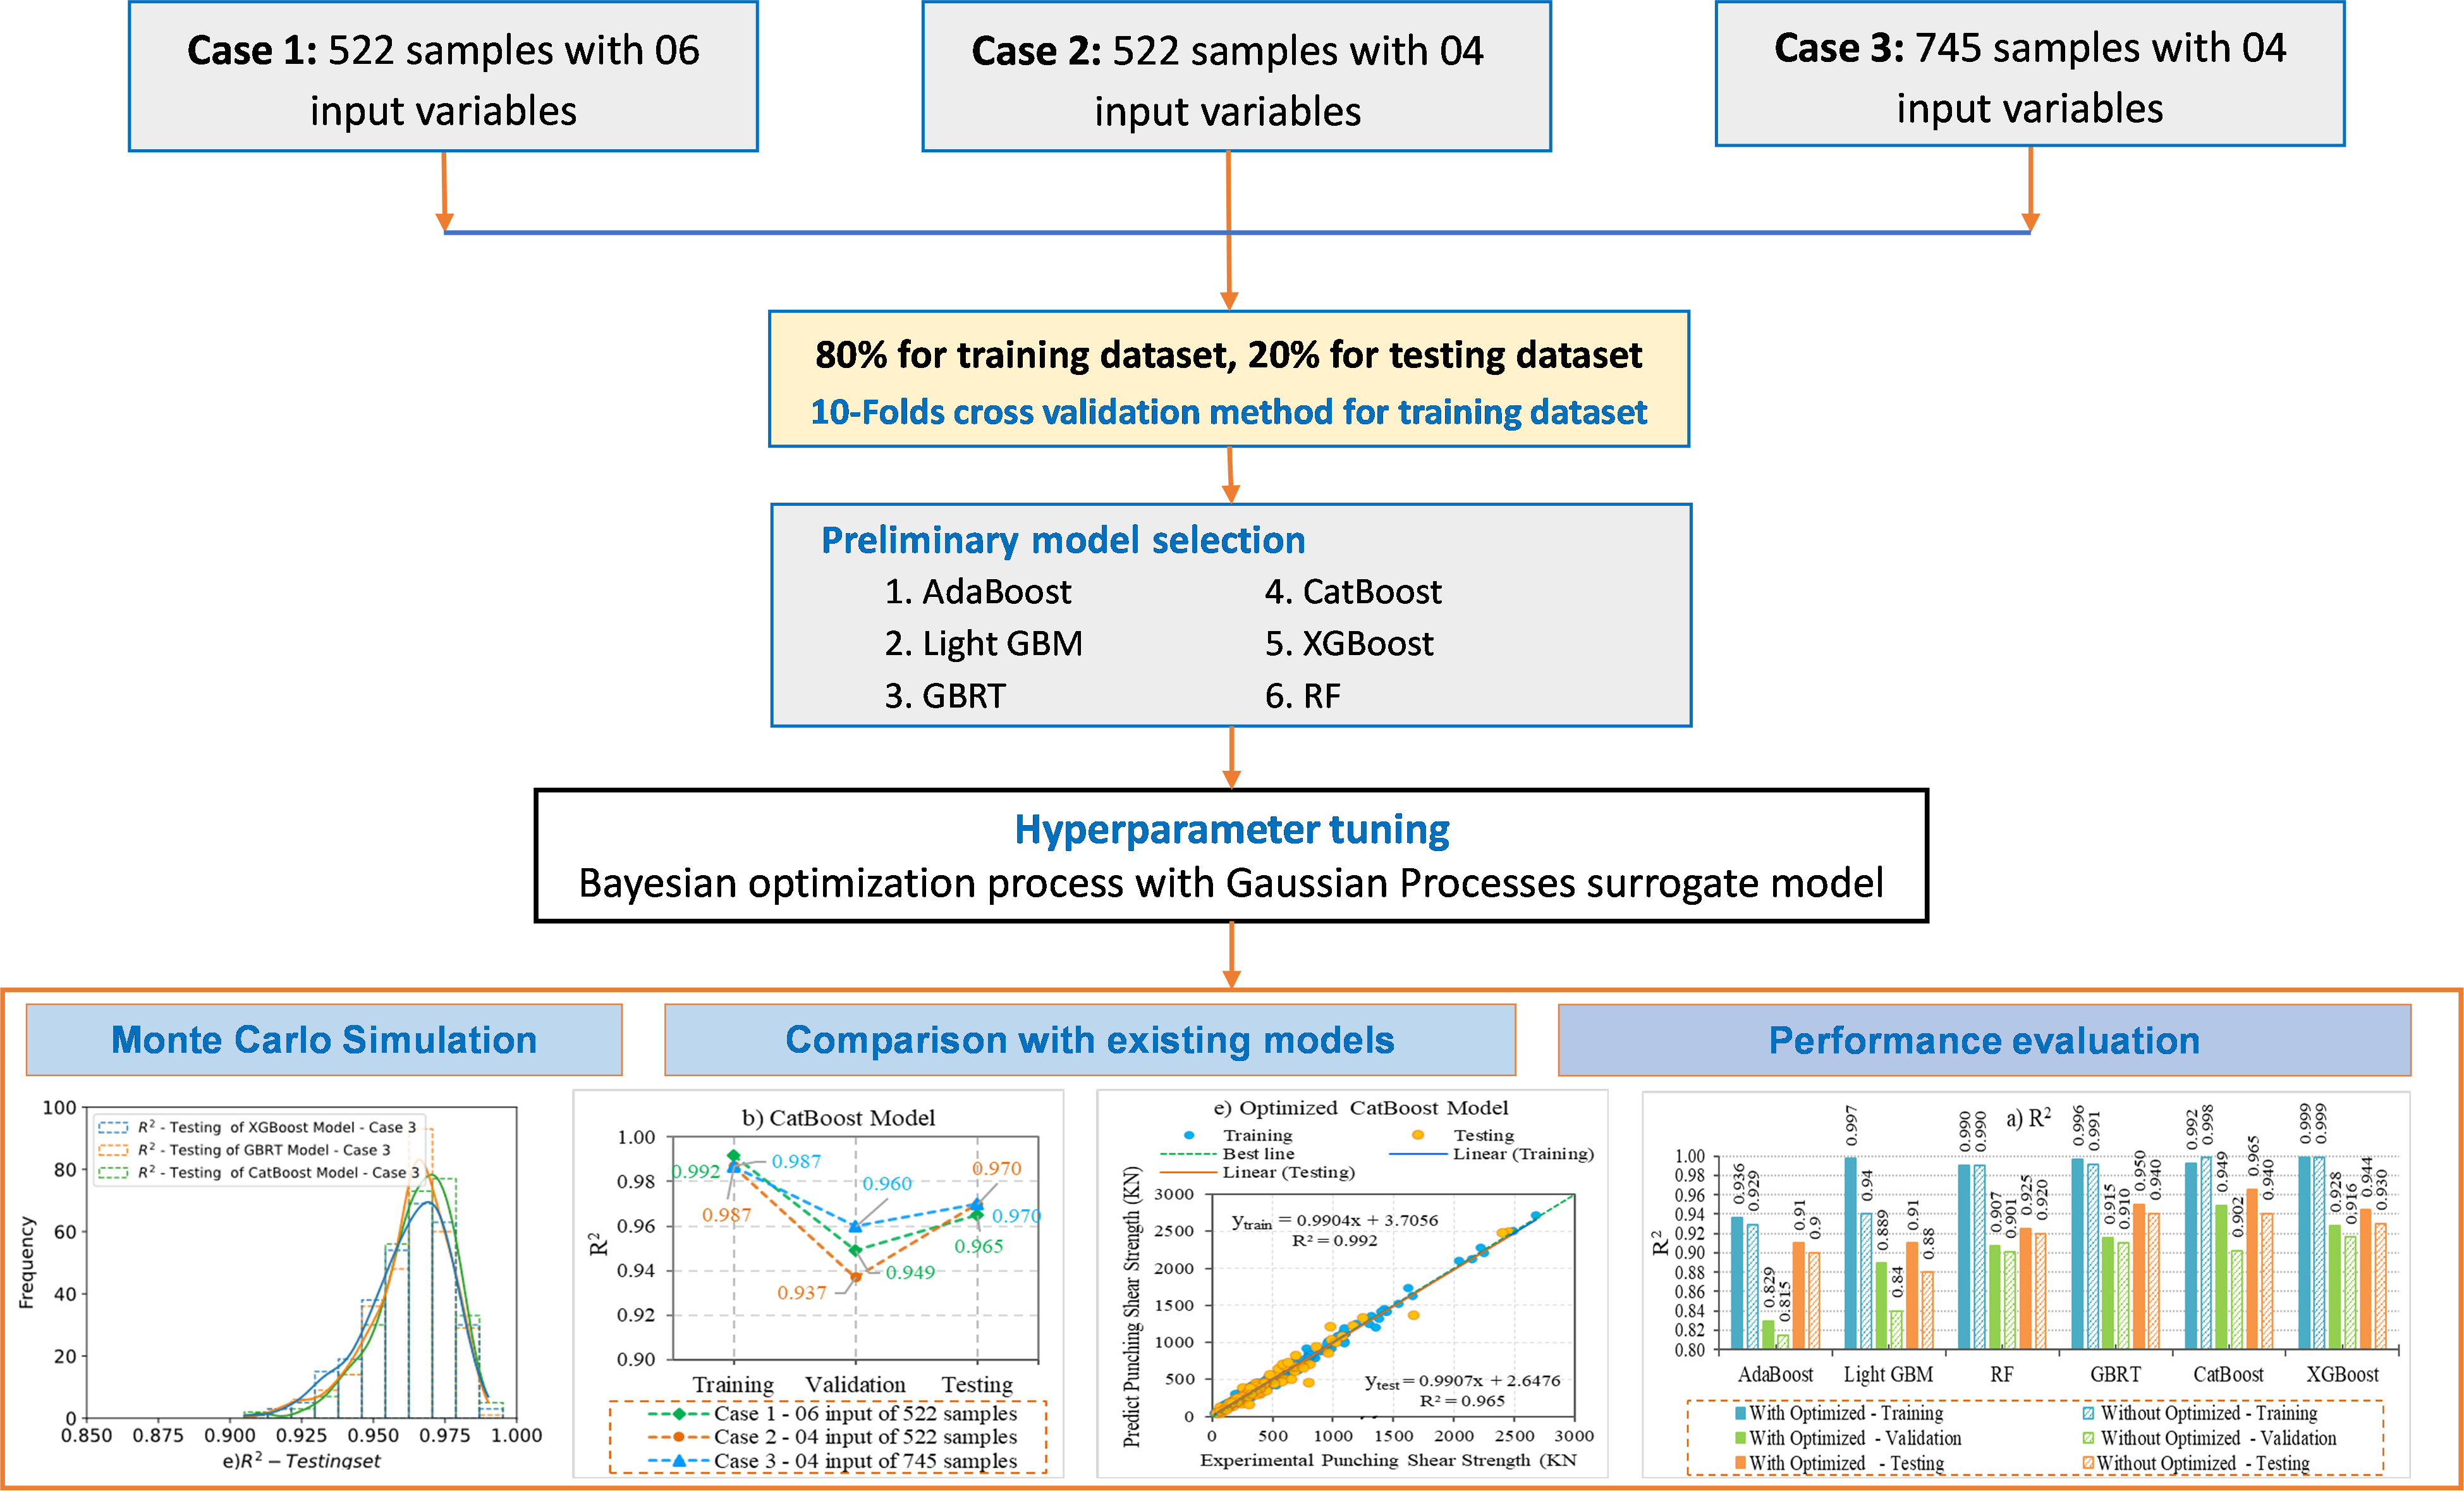 Case 1: 522 samples with 06
input variables
Case 2: 522 samples with 04
input variables
Case 3: 745 samples with 04
input variables
80% for training dataset, 20% for testing dataset
10-Folds cross validation method for training dataset
Preliminary model selection
1. AdaBoost
2. Light GBM
3. GBRT
4. CatBoost
5. XGBoost
6. RF
Hyperparameter tuning
Bayesian optimization process with Gaussian Processes surrogate model
Monte Carlo Simulation
Comparison with existing models
Performance evaluation
R² - Testing of XGBoost Model - Case 3
R² - Testing of GBRT Model - Case 3
R² - Testing of CatBoost Model - Case 3
Frequency
100
80
60
40
20
0
0.850 0.875 0.900 0.925 0.950 0.975 1.000
e)R² − Testingset
b) CatBoost Model
R²
1.00
0.98
0.96
0.94
0.92
0.90
0.992
0.987
0.987
0.960
0.949
0.937
0.970
0.970
0.965
Training Validation Testing
Case 1 - 06 input of 522 samples
Case 2 - 04 input of 522 samples
Case 3 - 04 input of 745 samples
e) Optimized CatBoost Model
Training
Testing
Best line
Linear (Training)
Linear (Testing)
Predict Punching Shear Strength (KN)
3000
2500
2000
1500
1000
500
0
ytrain = 0.9904x + 3.7056
R² = 0.992
ytest = 0.9907x + 2.6476
R² = 0.965
0 500 1000 1500 2000 2500 3000
Experimental Punching Shear Strength (KN
a) R²
R²
1.00
0.98
0.96
0.94
0.92
0.90
0.88
0.86
0.84
0.82
0.80
0.936
0.929
0.829
0.815
0.91
0.9
0.997
0.94
0.889
0.84
0.91
0.88
0.990
0.990
0.907
0.901
0.925
0.920
0.996
0.991
0.915
0.910
0.950
0.940
0.992
0.998
0.949
0.902
0.965
0.940
0.999
0.999
0.928
0.916
0.944
0.930
AdaBoost Light GBM RF GBRT CatBoost XGBoost
With Optimized - Training
Without Optimized - Training
With Optimized - Validation
Without Optimized - Validation
With Optimized - Testing
Without Optimized - Testing